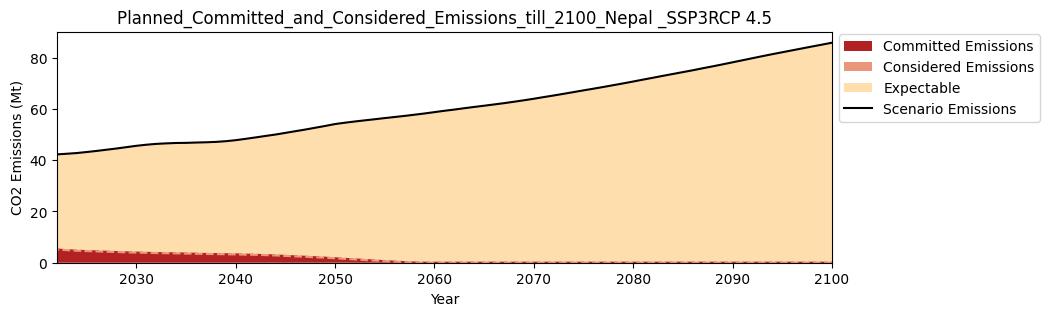 Planned_Committed_and_Considered_Emissions_till_2100_Nepal _SSP3RCP 4.5
CO2 Emissions (Mt)
80
60
40
20
0
2030 2040 2050 2060 2070 2080 2090 2100
Year
Committed Emissions
Considered Emissions
Expectable
Scenario Emissions